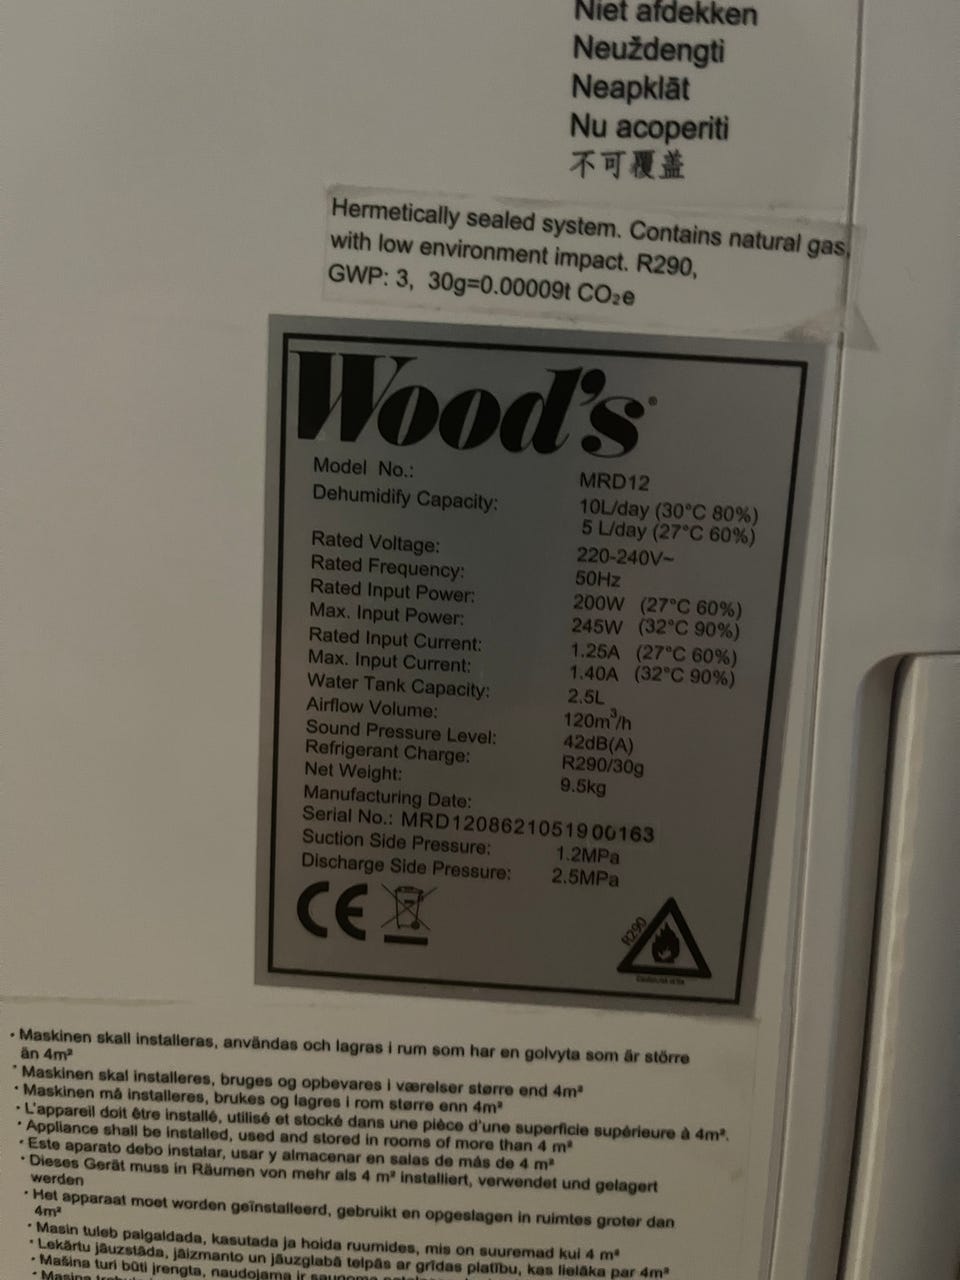 Niet afdekken
Neuždengti
Neapklāt
Nu acoperiti
不可覆盖
Hermetically sealed system. Contains natural gas,
with low environment impact. R290,
GWP: 3, 30g=0.00009t CO₂e
Wood's®
Model No.: MRD12
Dehumidify Capacity: 10L/day (30°C 80%)
5 L/day (27°C 60%)
Rated Voltage: 220-240V~
Rated Frequency: 50Hz
Rated Input Power: 200W (27°C 60%)
Max. Input Power: 245W (32°C 90%)
Rated Input Current: 1.25A (27°C 60%)
Max. Input Current: 1.40A (32°C 90%)
Water Tank Capacity: 2.5L
Airflow Volume: 120m³/h
Sound Pressure Level: 42dB(A)
Refrigerant Charge: R290/30g
Net Weight: 9.5kg
Manufacturing Date:
Serial No.: MRD12086210519 00163
Suction Side Pressure: 1.2MPa
Discharge Side Pressure: 2.5MPa
CE
R290
• Maskinen skall installeras, användas och lagras i rum som har en golvyta som är större
än 4m²
• Maskinen skal installeres, bruges og opbevares i værelser større end 4m²
• Maskinen må installeres, brukes og lagres i rom større enn 4m²
• L'appareil doit être installé, utilisé et stocké dans une pièce d'une superficie supérieure à 4m².
• Appliance shall be installed, used and stored in rooms of more than 4 m²
• Este aparato debo instalar, usar y almacenar en salas de más de 4 m²
• Dieses Gerät muss in Räumen von mehr als 4 m² installiert, verwendet und gelagert
werden
• Het apparaat moet worden geïnstalleerd, gebruikt en opgeslagen in ruimtes groter dan
4m²
• Masin tuleb paigaldada, kasutada ja hoida ruumides, mis on suuremad kui 4 m²
• Lekārtu jāuzstāda, jāizmanto un jāuzglabā telpās ar grīdas platību, kas lielāka par 4m²
• Mašina turi būti įrengta, naudojama ir